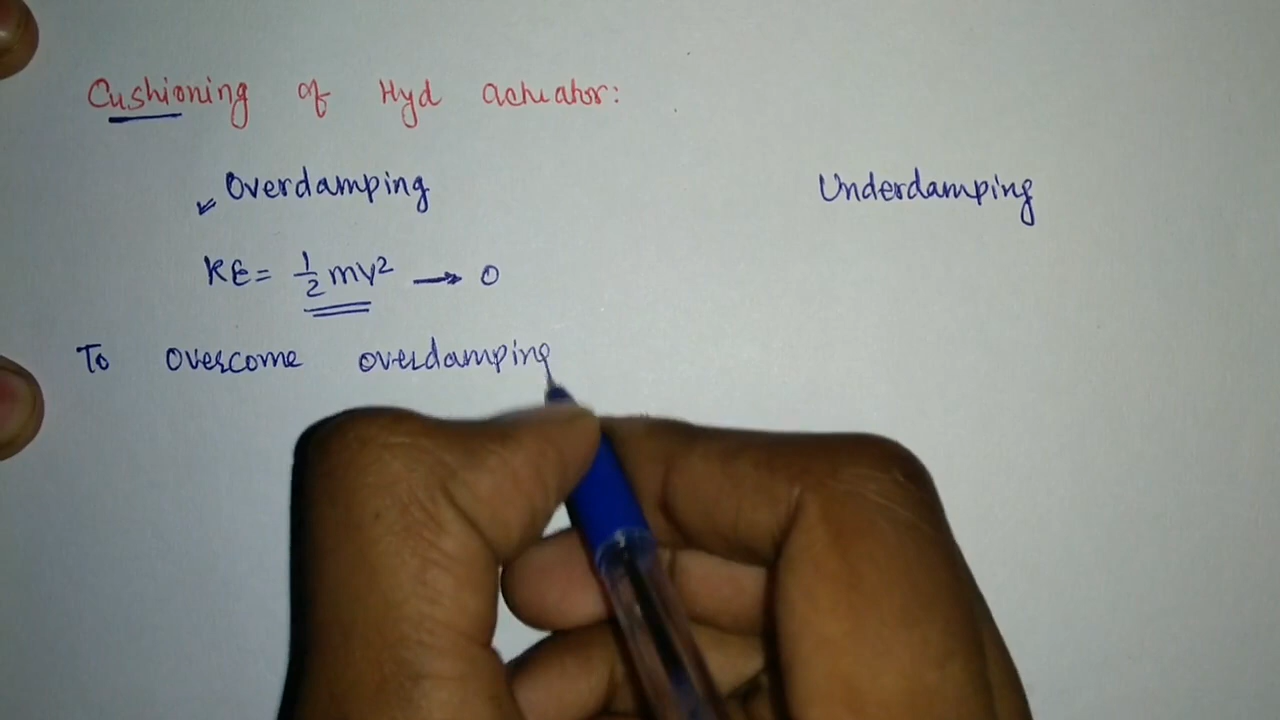 Cushioning of Hyd actuator:
Overdamping
Underdamping
KE = 1/2 mv² → 0
To overcome overdamping